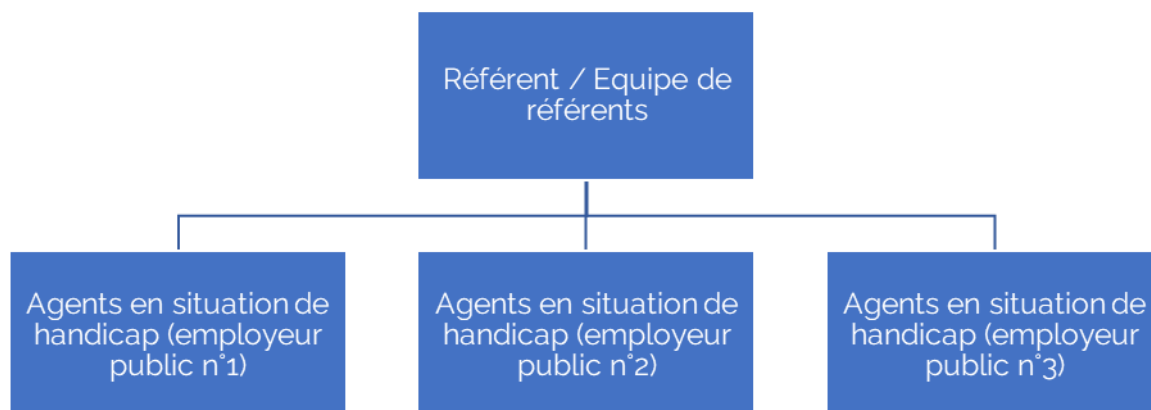 Référent / Equipe de
référents
Agents en situation de
handicap (employeur
public n°1)
Agents en situation de
handicap (employeur
public n°2)
Agents en situation de
handicap (employeur
public n°3)